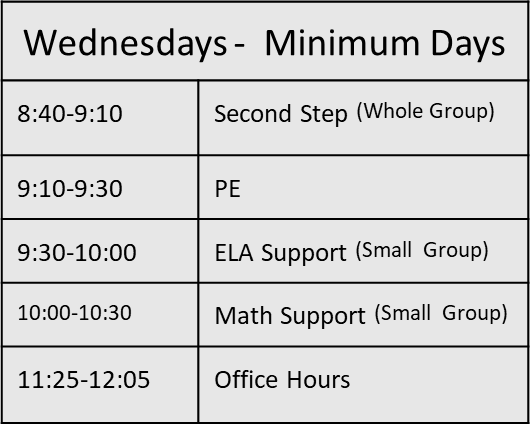 Wednesdays - Minimum Days
8:40-9:10 Second Step (Whole Group)
9:10-9:30 PE
9:30-10:00 ELA Support (Small Group)
10:00-10:30 Math Support (Small Group)
11:25-12:05 Office Hours